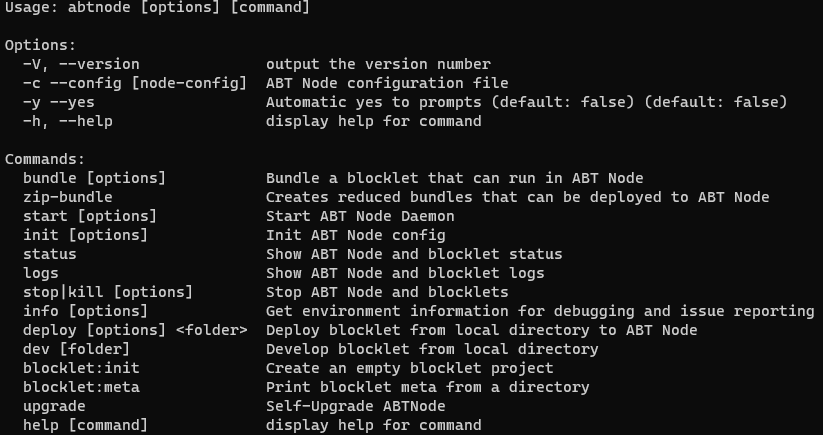 Usage: abtnode [options] [command]

Options:
  -V, --version              output the version number
  -c --config [node-config]  ABT Node configuration file
  -y --yes                   Automatic yes to prompts (default: false) (default: false)
  -h, --help                 display help for command

Commands:
  bundle [options]           Bundle a blocklet that can run in ABT Node
  zip-bundle                 Creates reduced bundles that can be deployed to ABT Node
  start [options]            Start ABT Node Daemon
  init [options]             Init ABT Node config
  status                     Show ABT Node and blocklet status
  logs                       Show ABT Node and blocklet logs
  stop|kill [options]        Stop ABT Node and blocklets
  info [options]             Get environment information for debugging and issue reporting
  deploy [options] <folder>  Deploy blocklet from local directory to ABT Node
  dev [folder]               Develop blocklet from local directory
  blocklet:init              Create an empty blocklet project
  blocklet:meta              Print blocklet meta from a directory
  upgrade                    Self-Upgrade ABTNode
  help [command]             display help for command